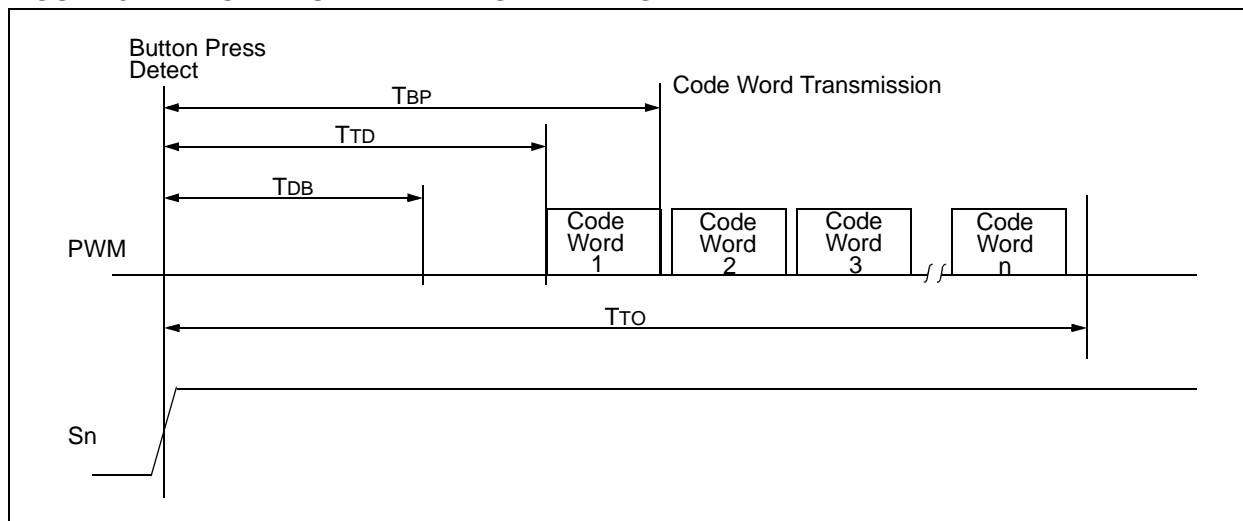 Button Press
Detect
TBP
Code Word Transmission
TTD
TDB
PWM
Code
Word
1
Code
Word
2
Code
Word
3
Code
Word
n
TTO
Sn